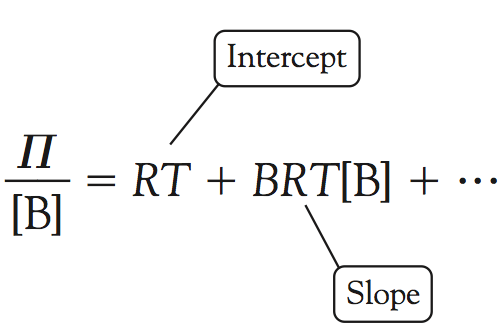 Intercept
Π/[B] = RT + BRT[B] + ⋯
Slope